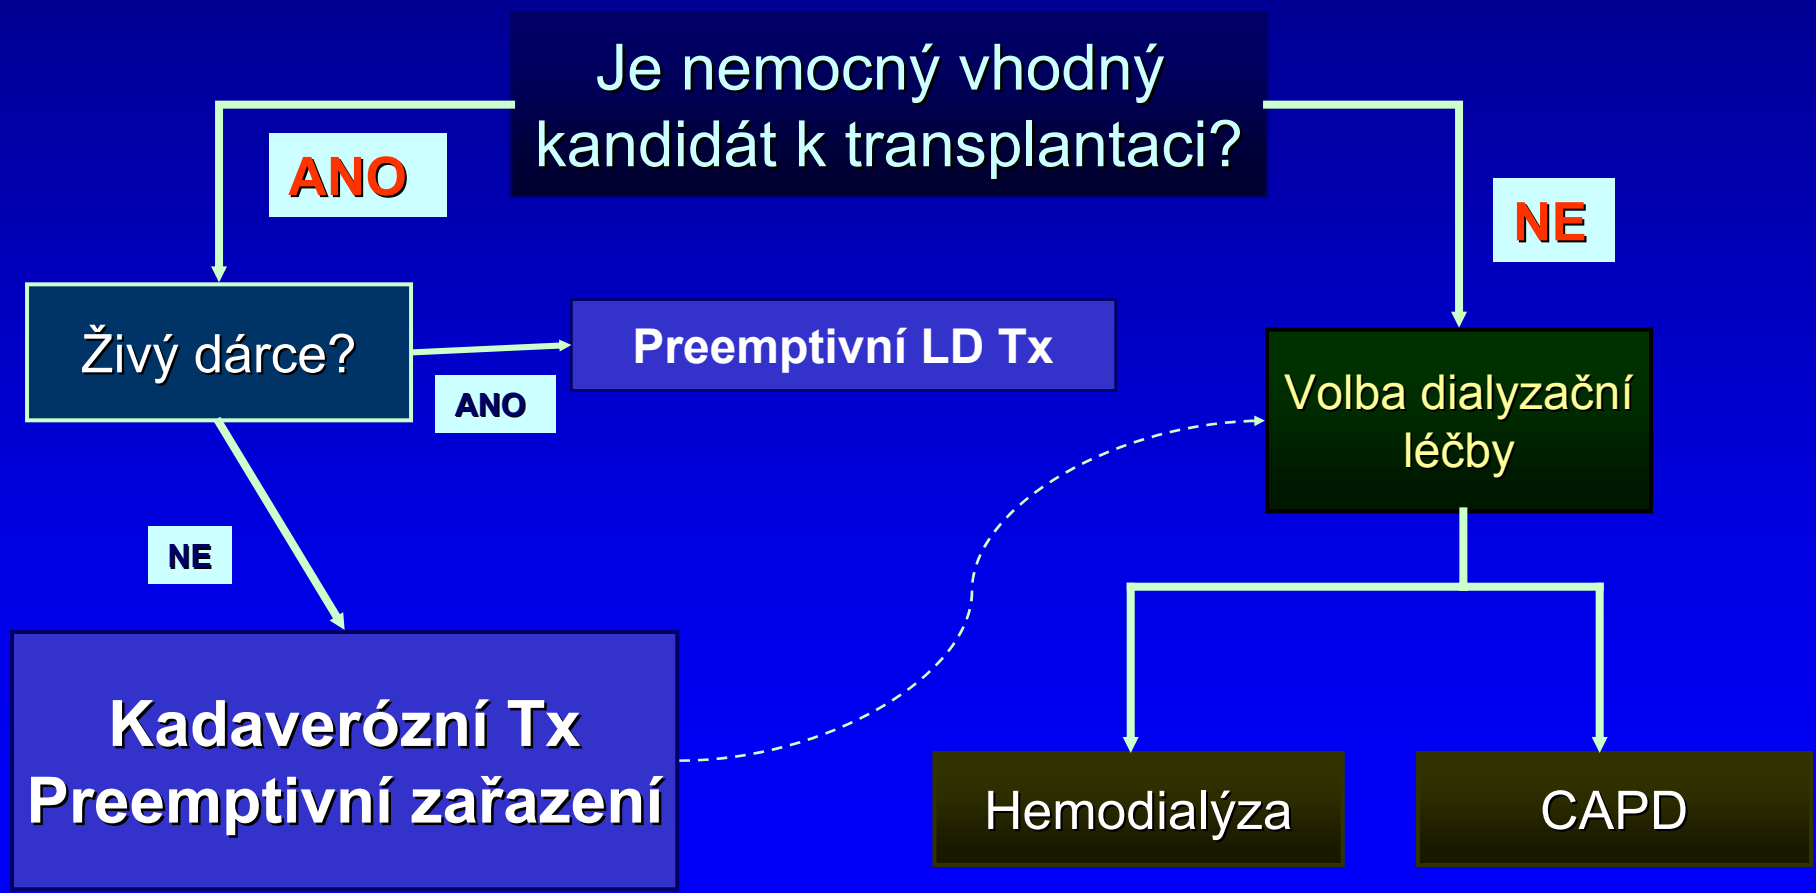 Je nemocný vhodný
kandidát k transplantaci?
ANO
NE
Živý dárce?
Preemptivní LD Tx
ANO
Volba dialyzační
léčby
NE
Kadaverózní Tx
Preemptivní zařazení
Hemodialýza
CAPD